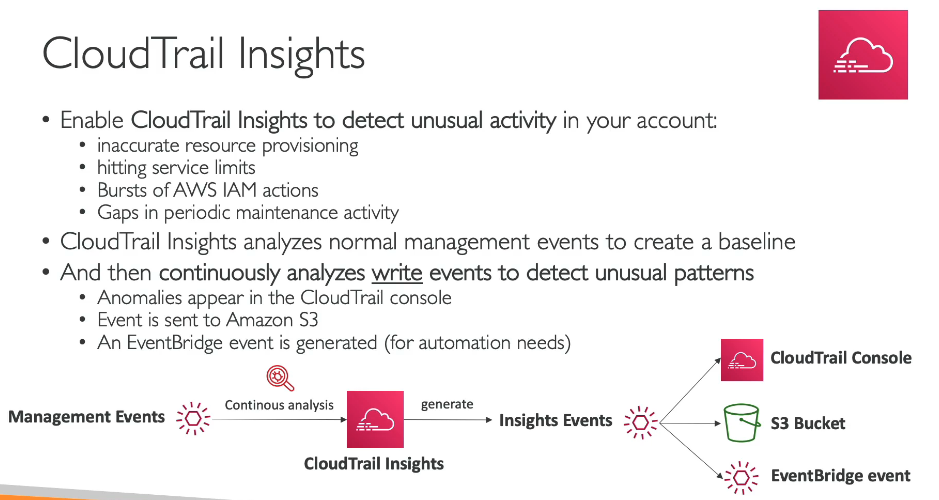 CloudTrail Insights
• Enable CloudTrail Insights to detect unusual activity in your account:
• inaccurate resource provisioning
• hitting service limits
• Bursts of AWS IAM actions
• Gaps in periodic maintenance activity
• CloudTrail Insights analyzes normal management events to create a baseline
• And then continuously analyzes write events to detect unusual patterns
• Anomalies appear in the CloudTrail console
• Event is sent to Amazon S3
• An EventBridge event is generated (for automation needs)
Management Events
Continous analysis
CloudTrail Insights
generate
Insights Events
CloudTrail Console
S3 Bucket
EventBridge event